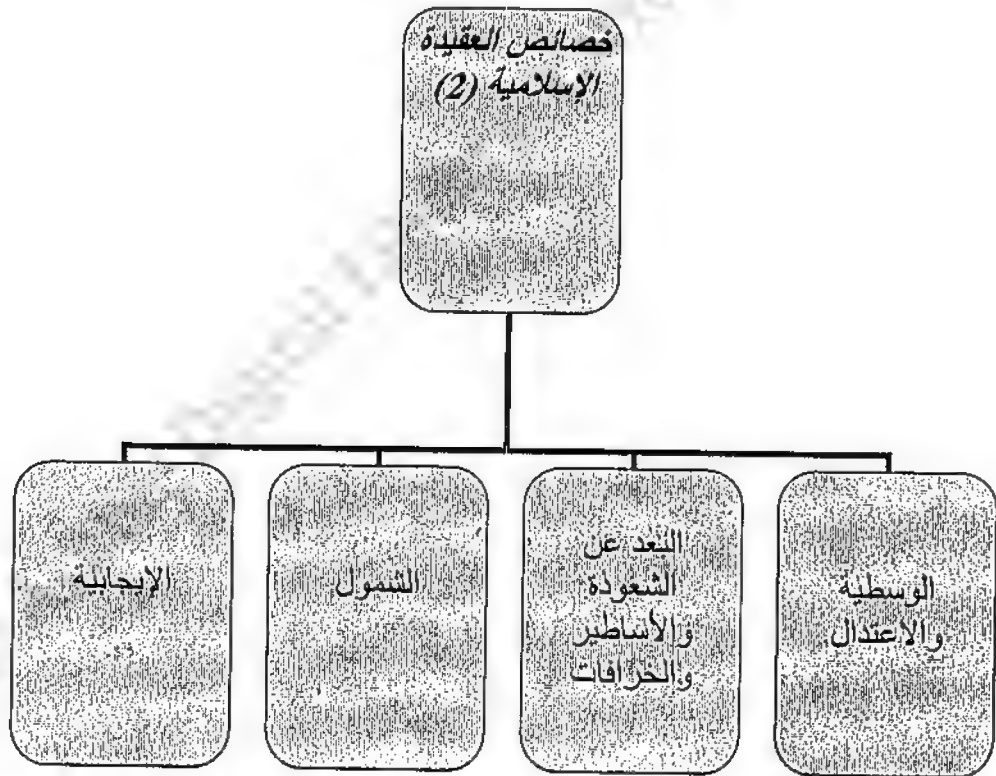 خصائص العقيدة
الإسلامية (2)
الوسطية
والاعتدال
البعد عن
الشعوذة
والأساطير
والخرافات
الشمول
الإيجابية